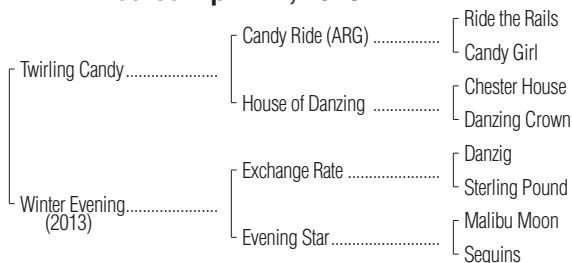 Ride the Rails
Candy Ride (ARG) ................
Candy Girl
Twirling Candy......................
Chester House
House of Danzing ................
Danzing Crown
Danzig
Exchange Rate ......................
Sterling Pound
Winter Evening......................
(2013)
Malibu Moon
Evening Star..........................
Sequins